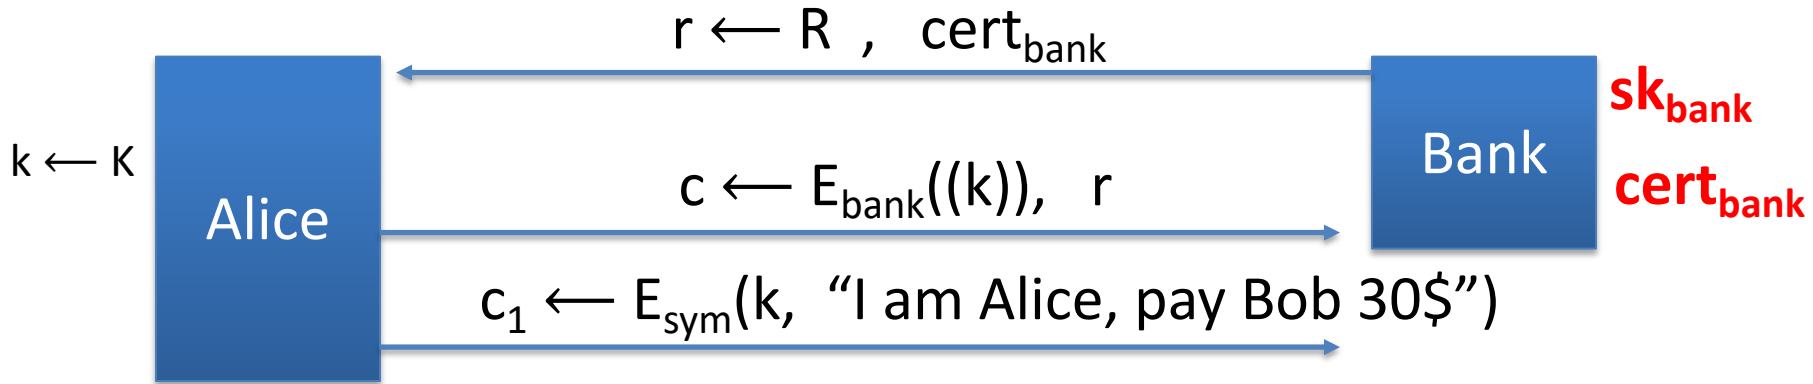 r ⟵ R , cert_bank
sk_bank
Bank
k ⟵ K
c ⟵ E_bank((k)), r
cert_bank
Alice
c_1 ⟵ E_sym(k, “I am Alice, pay Bob 30$”)